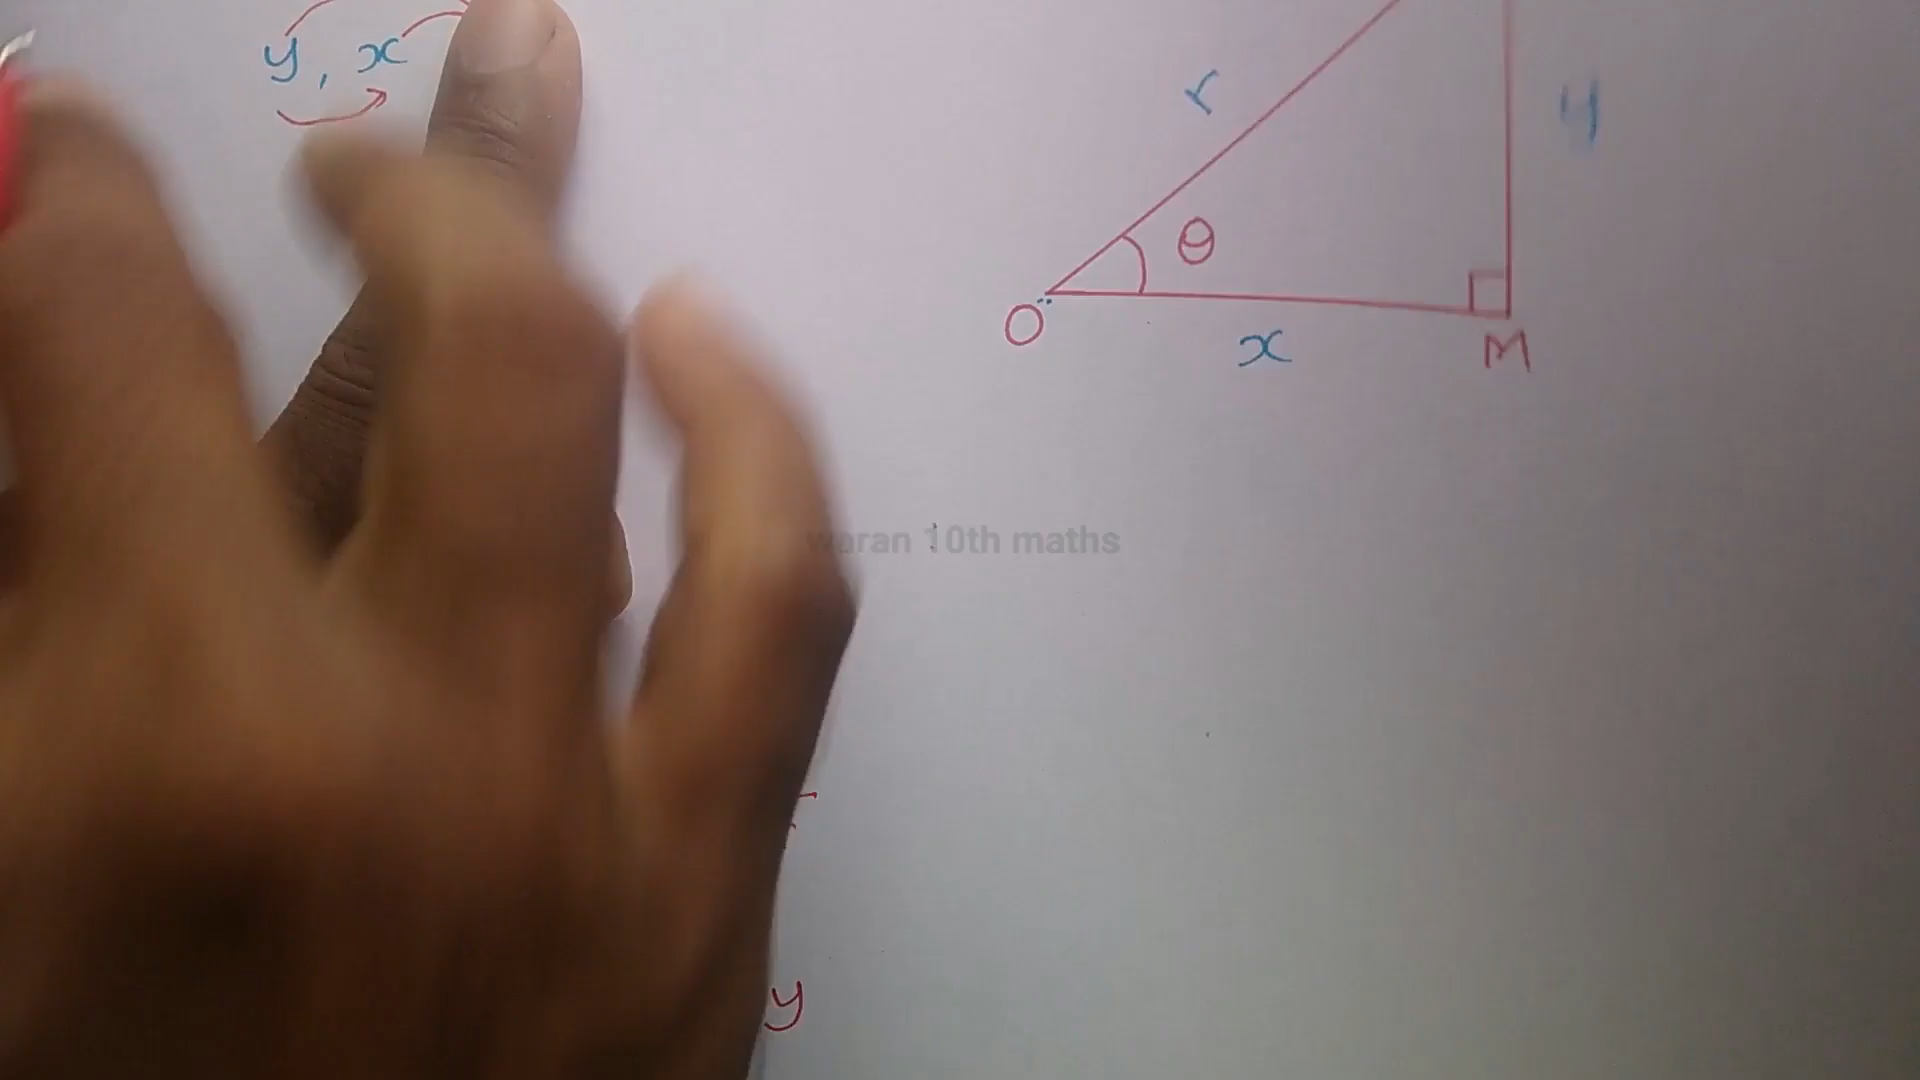 y, x
r
y
θ
O
x
M
waran 10th maths
y